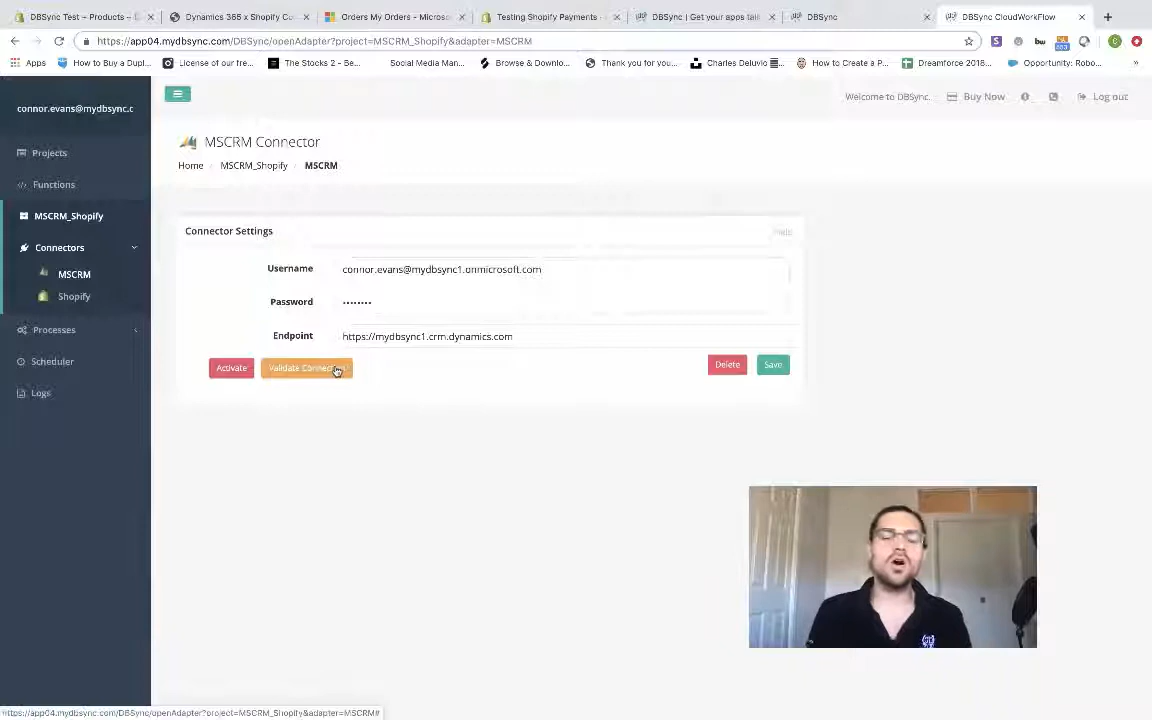 DBSync Test ~ Products ~
Dynamics 365 x Shopify Co
Orders My Orders - Micros
Testing Shopify Payments
DBSync | Get your apps talk
DBSync
DBSync CloudWorkFlow
https://app04.mydbsync.com/DBSync/openAdapter?project=MSCRM_Shopify&adapter=MSCRM
Apps
How to Buy a Dupl...
License of our fre...
The Stocks 2 - Be...
Social Media Man...
Browse & Downlo...
Thank you for you...
Charles Deluvio
How to Create a P...
Dreamforce 2018...
Opportunity: Robo...
connor.evans@mydbsync.c
Welcome to DBSync.
Buy Now
Log out
MSCRM Connector
Home / MSCRM_Shopify / MSCRM
Projects
Functions
MSCRM_Shopify
Connectors
MSCRM
Shopify
Processes
Scheduler
Logs
Connector Settings
Help
Username
connor.evans@mydbsync1.onmicrosoft.com
Password
••••••••
Endpoint
https://mydbsync1.crm.dynamics.com
Activate
Validate Connec
Delete
Save
https://app04.mydbsync.com/DBSync/openAdapter?project=MSCRM_Shopify&adapter=MSCRM#